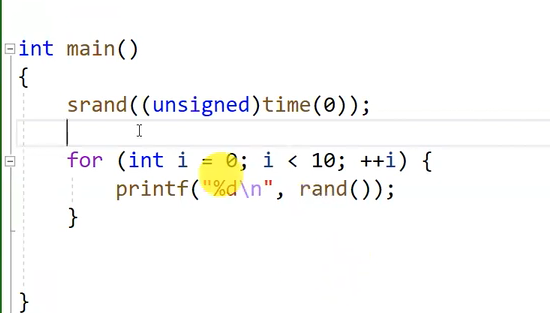 int main()
{
srand((unsigned)time(0));
for (int i = 0; i < 10; ++i) {
printf("%d\n", rand());
}
}